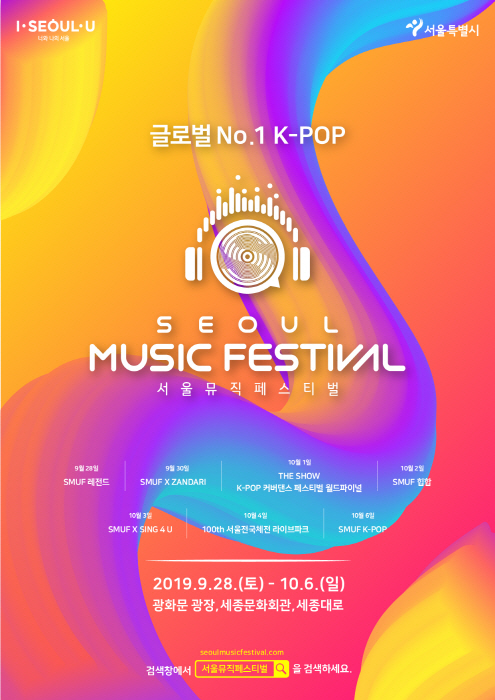 I·SEOUL·U
너와 나의 서울
서울특별시
글로벌 No.1 K-POP
SEOUL
MUSIC FESTIVAL
서울뮤직페스티벌
9월 28일
SMUF 레전드
9월 30일
SMUF X ZANDARI
10월 1일
THE SHOW
K-POP 커버댄스 페스티벌 월드파이널
10월 2일
SMUF 힙합
10월 3일
SMUF X SING 4 U
10월 4일
100th 서울전국체전 라이브파크
10월 6일
SMUF K-POP
2019.9.28.(토) - 10.6.(일)
광화문 광장, 세종문화회관, 세종대로
seoulmusicfestival.com
검색창에서 서울뮤직페스티벌 을 검색하세요.